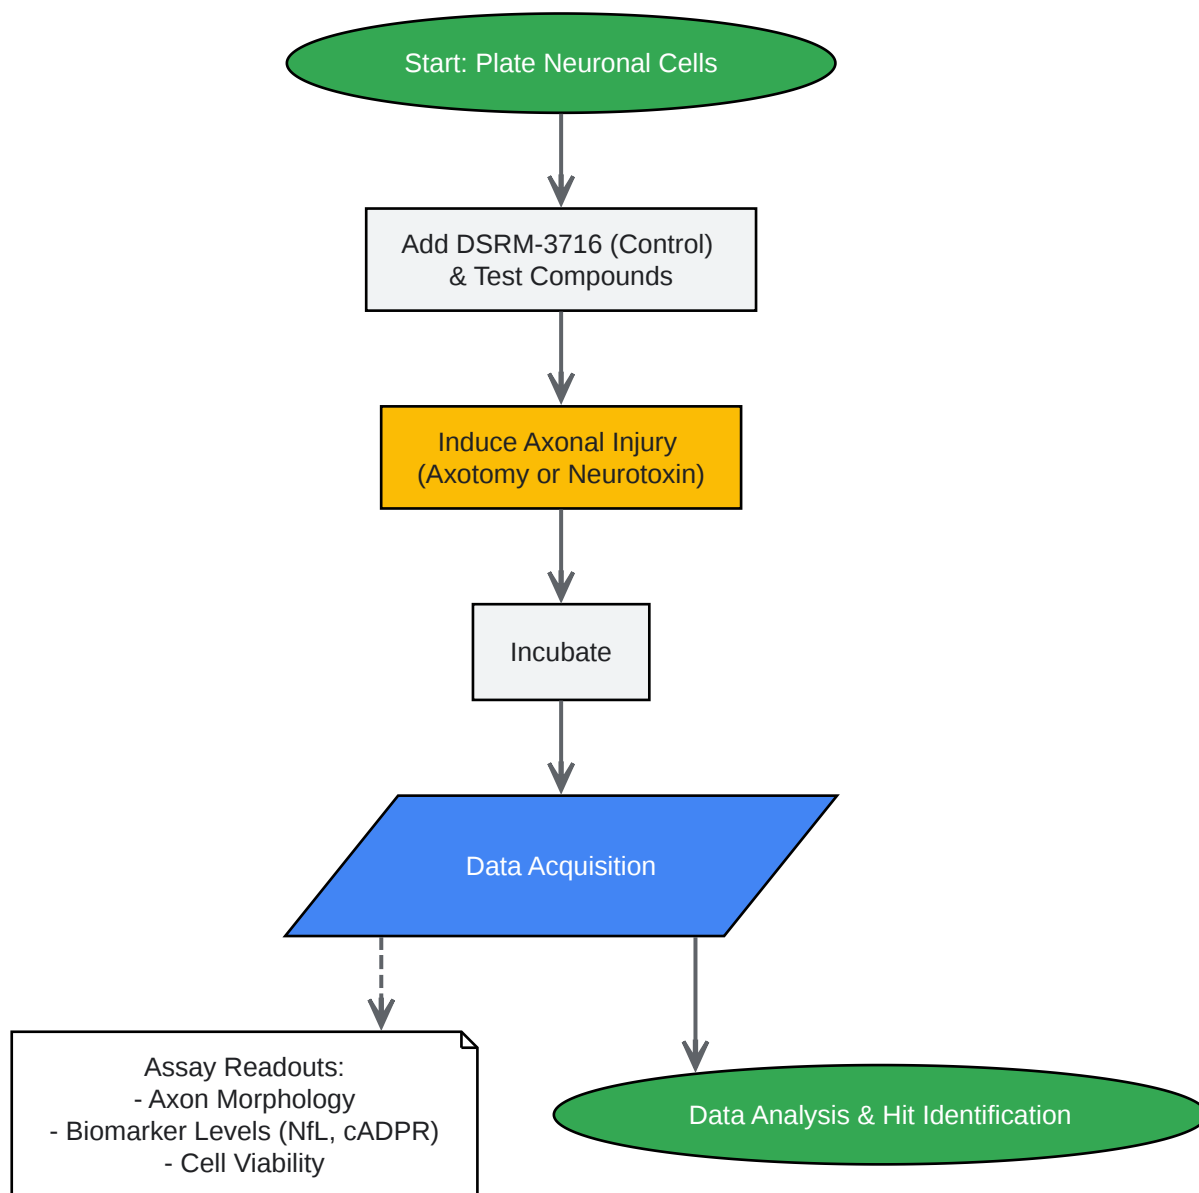 Start: Plate Neuronal Cells
Add DSRM-3716 (Control)
& Test Compounds
Induce Axonal Injury
(Axotomy or Neurotoxin)
Incubate
Data Acquisition
Assay Readouts:
- Axon Morphology
- Biomarker Levels (NfL, cADPR)
- Cell Viability
Data Analysis & Hit Identification